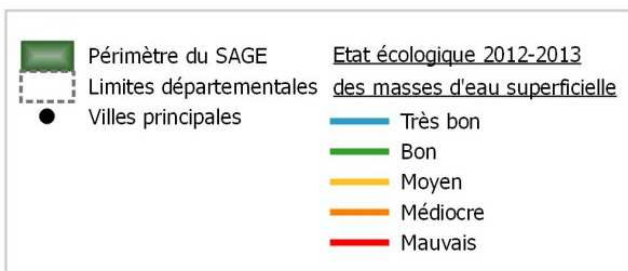 Périmètre du SAGE
Limites départementales
Villes principales
Etat écologique 2012-2013
des masses d'eau superficielle
Très bon
Bon
Moyen
Médiocre
Mauvais